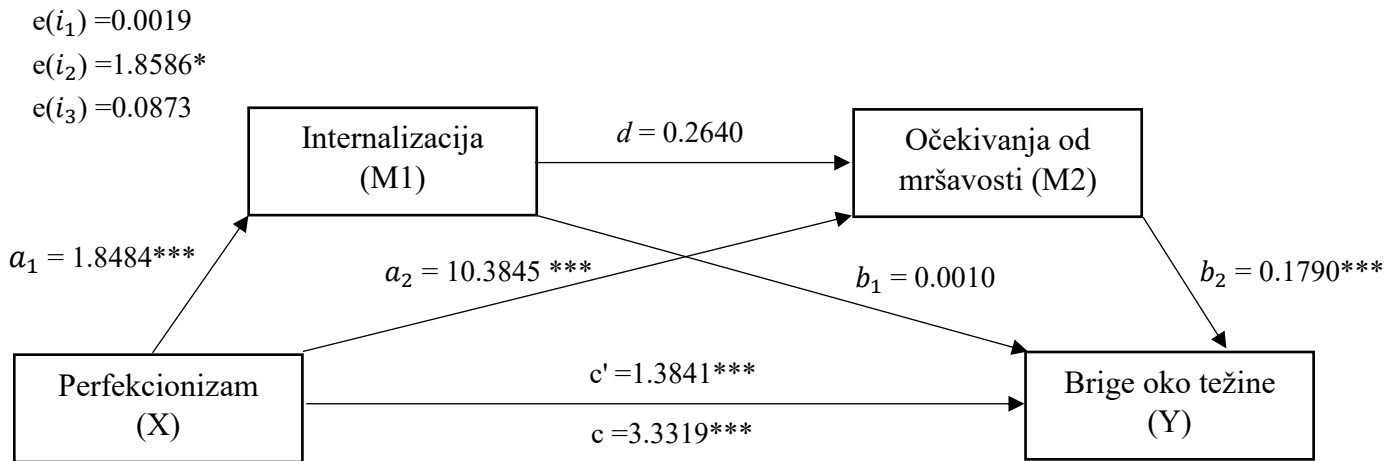 e(𝑖₁) =0.0019
e(𝑖₂) =1.8586*
e(𝑖₃) =0.0873
Internalizacija
(M1)
d = 0.2640
Očekivanja od
mršavosti (M2)
𝑎₁ = 1.8484***
𝑎₂ = 10.3845 ***
𝑏₁ = 0.0010
𝑏₂ = 0.1790***
Perfekcionizam
(X)
c' =1.3841***
c =3.3319***
Brige oko težine
(Y)